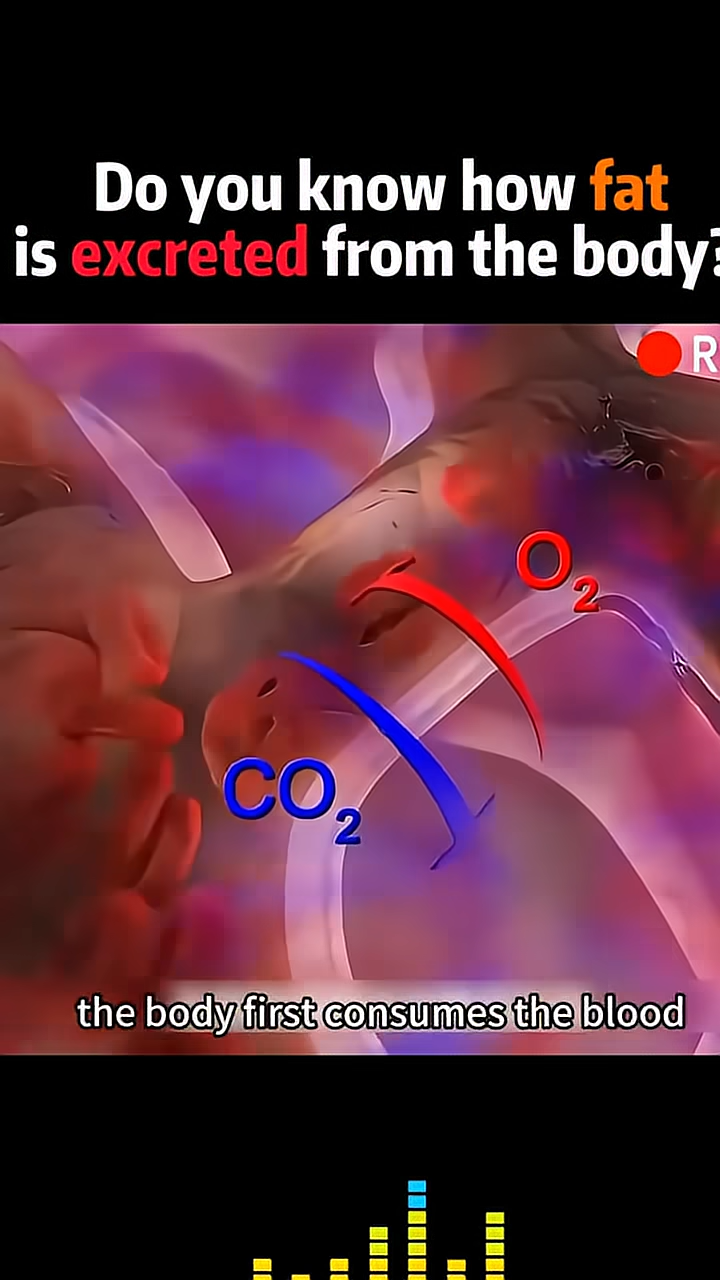 Do you know how fat
is excreted from the body?
R
O₂
CO₂
the body first consumes the blood